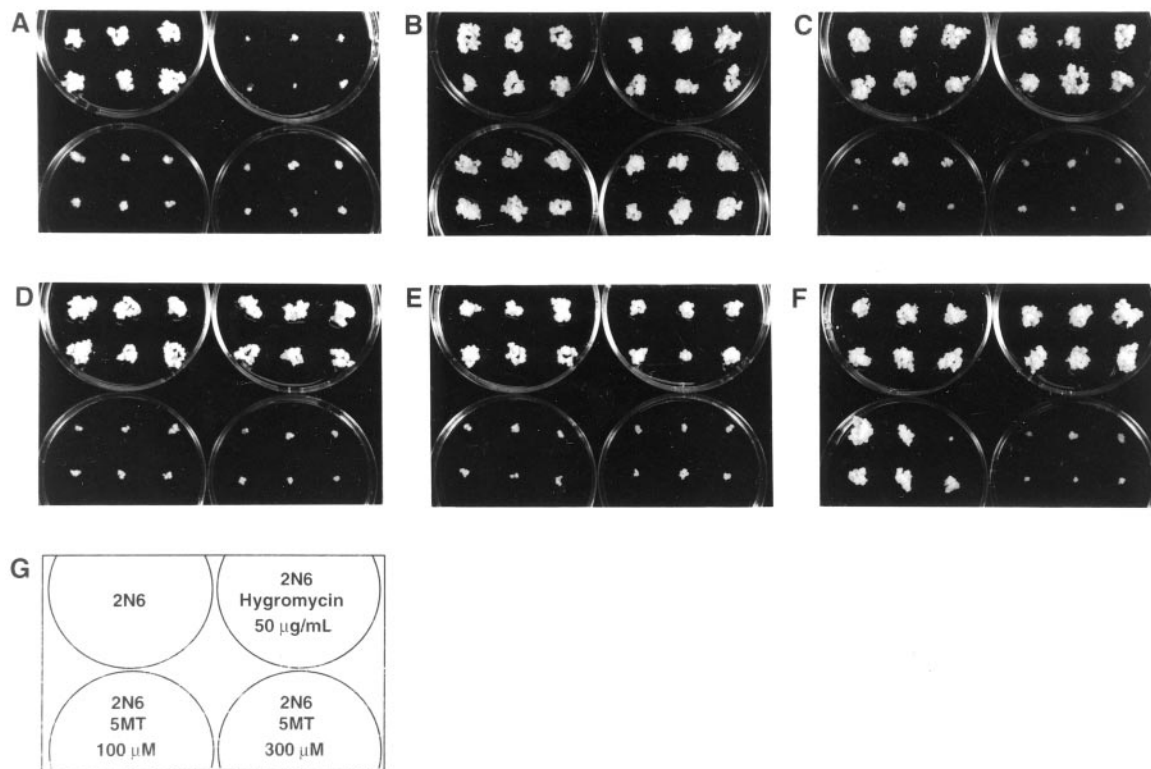 A
B
C
D
E
F
G
2N6
2N6
Hygromycin
50 μg/mL
2N6
5MT
100 μM
2N6
5MT
300 μM